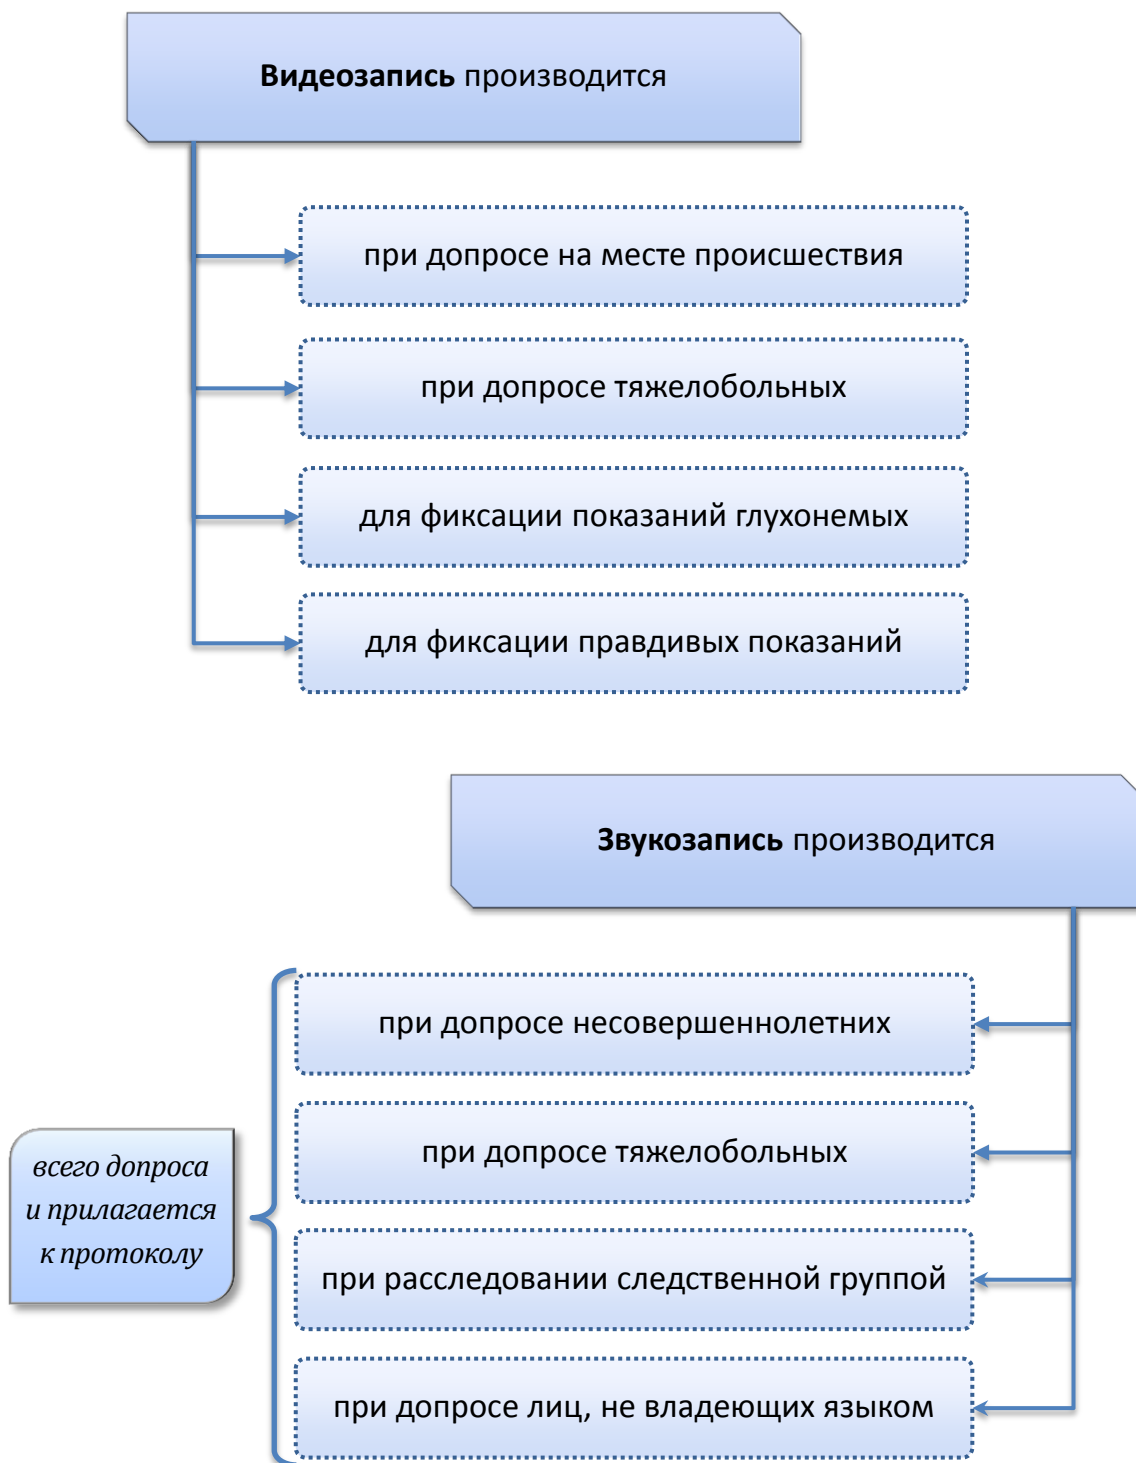 Видеозапись производится
при допросе на месте происшествия
при допросе тяжелобольных
для фиксации показаний глухонемых
для фиксации правдивых показаний
Звукозапись производится
при допросе несовершеннолетних
при допросе тяжелобольных
при расследовании следственной группой
при допросе лиц, не владеющих языком
всего допроса
и прилагается
к протоколу